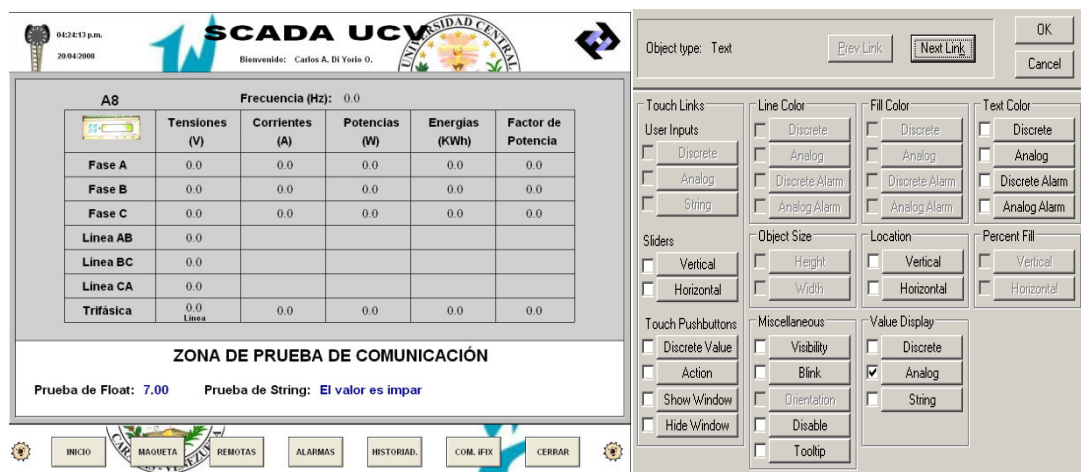 04:24:13 p.m.
20/04/2008
SCADA UCV
Bienvenido: Carlos A. Di Yorio O.
UNIVERSIDAD CENTRAL
A8 Frecuencia (Hz): 0.0
Tensiones (V) Corrientes (A) Potencias (W) Energías (KWh) Factor de Potencia
Fase A 0.0 0.0 0.0 0.0 0.0
Fase B 0.0 0.0 0.0 0.0 0.0
Fase C 0.0 0.0 0.0 0.0 0.0
Línea AB 0.0
Línea BC 0.0
Línea CA 0.0
Trifásica 0.0 Línea 0.0 0.0 0.0 0.0
ZONA DE PRUEBA DE COMUNICACIÓN
Prueba de Float: 7.00 Prueba de String: El valor es impar
INICIO MAQUETA REMOTAS ALARMAS HISTORIAD. COM. iFIX CERRAR
Object type: Text Prev Link Next Link OK
Cancel
Touch Links
User Inputs
Discrete
Analog
String
Sliders
Vertical
Horizontal
Touch Pushbuttons
Discrete Value
Action
Show Window
Hide Window
Line Color
Discrete
Analog
Discrete Alarm
Analog Alarm
Object Size
Height
Width
Miscellaneous
Visibility
Blink
Orientation
Disable
Tooltip
Fill Color
Discrete
Analog
Discrete Alarm
Analog Alarm
Location
Vertical
Horizontal
Value Display
Discrete
Analog
String
Text Color
Discrete
Analog
Discrete Alarm
Analog Alarm
Percent Fill
Vertical
Horizontal